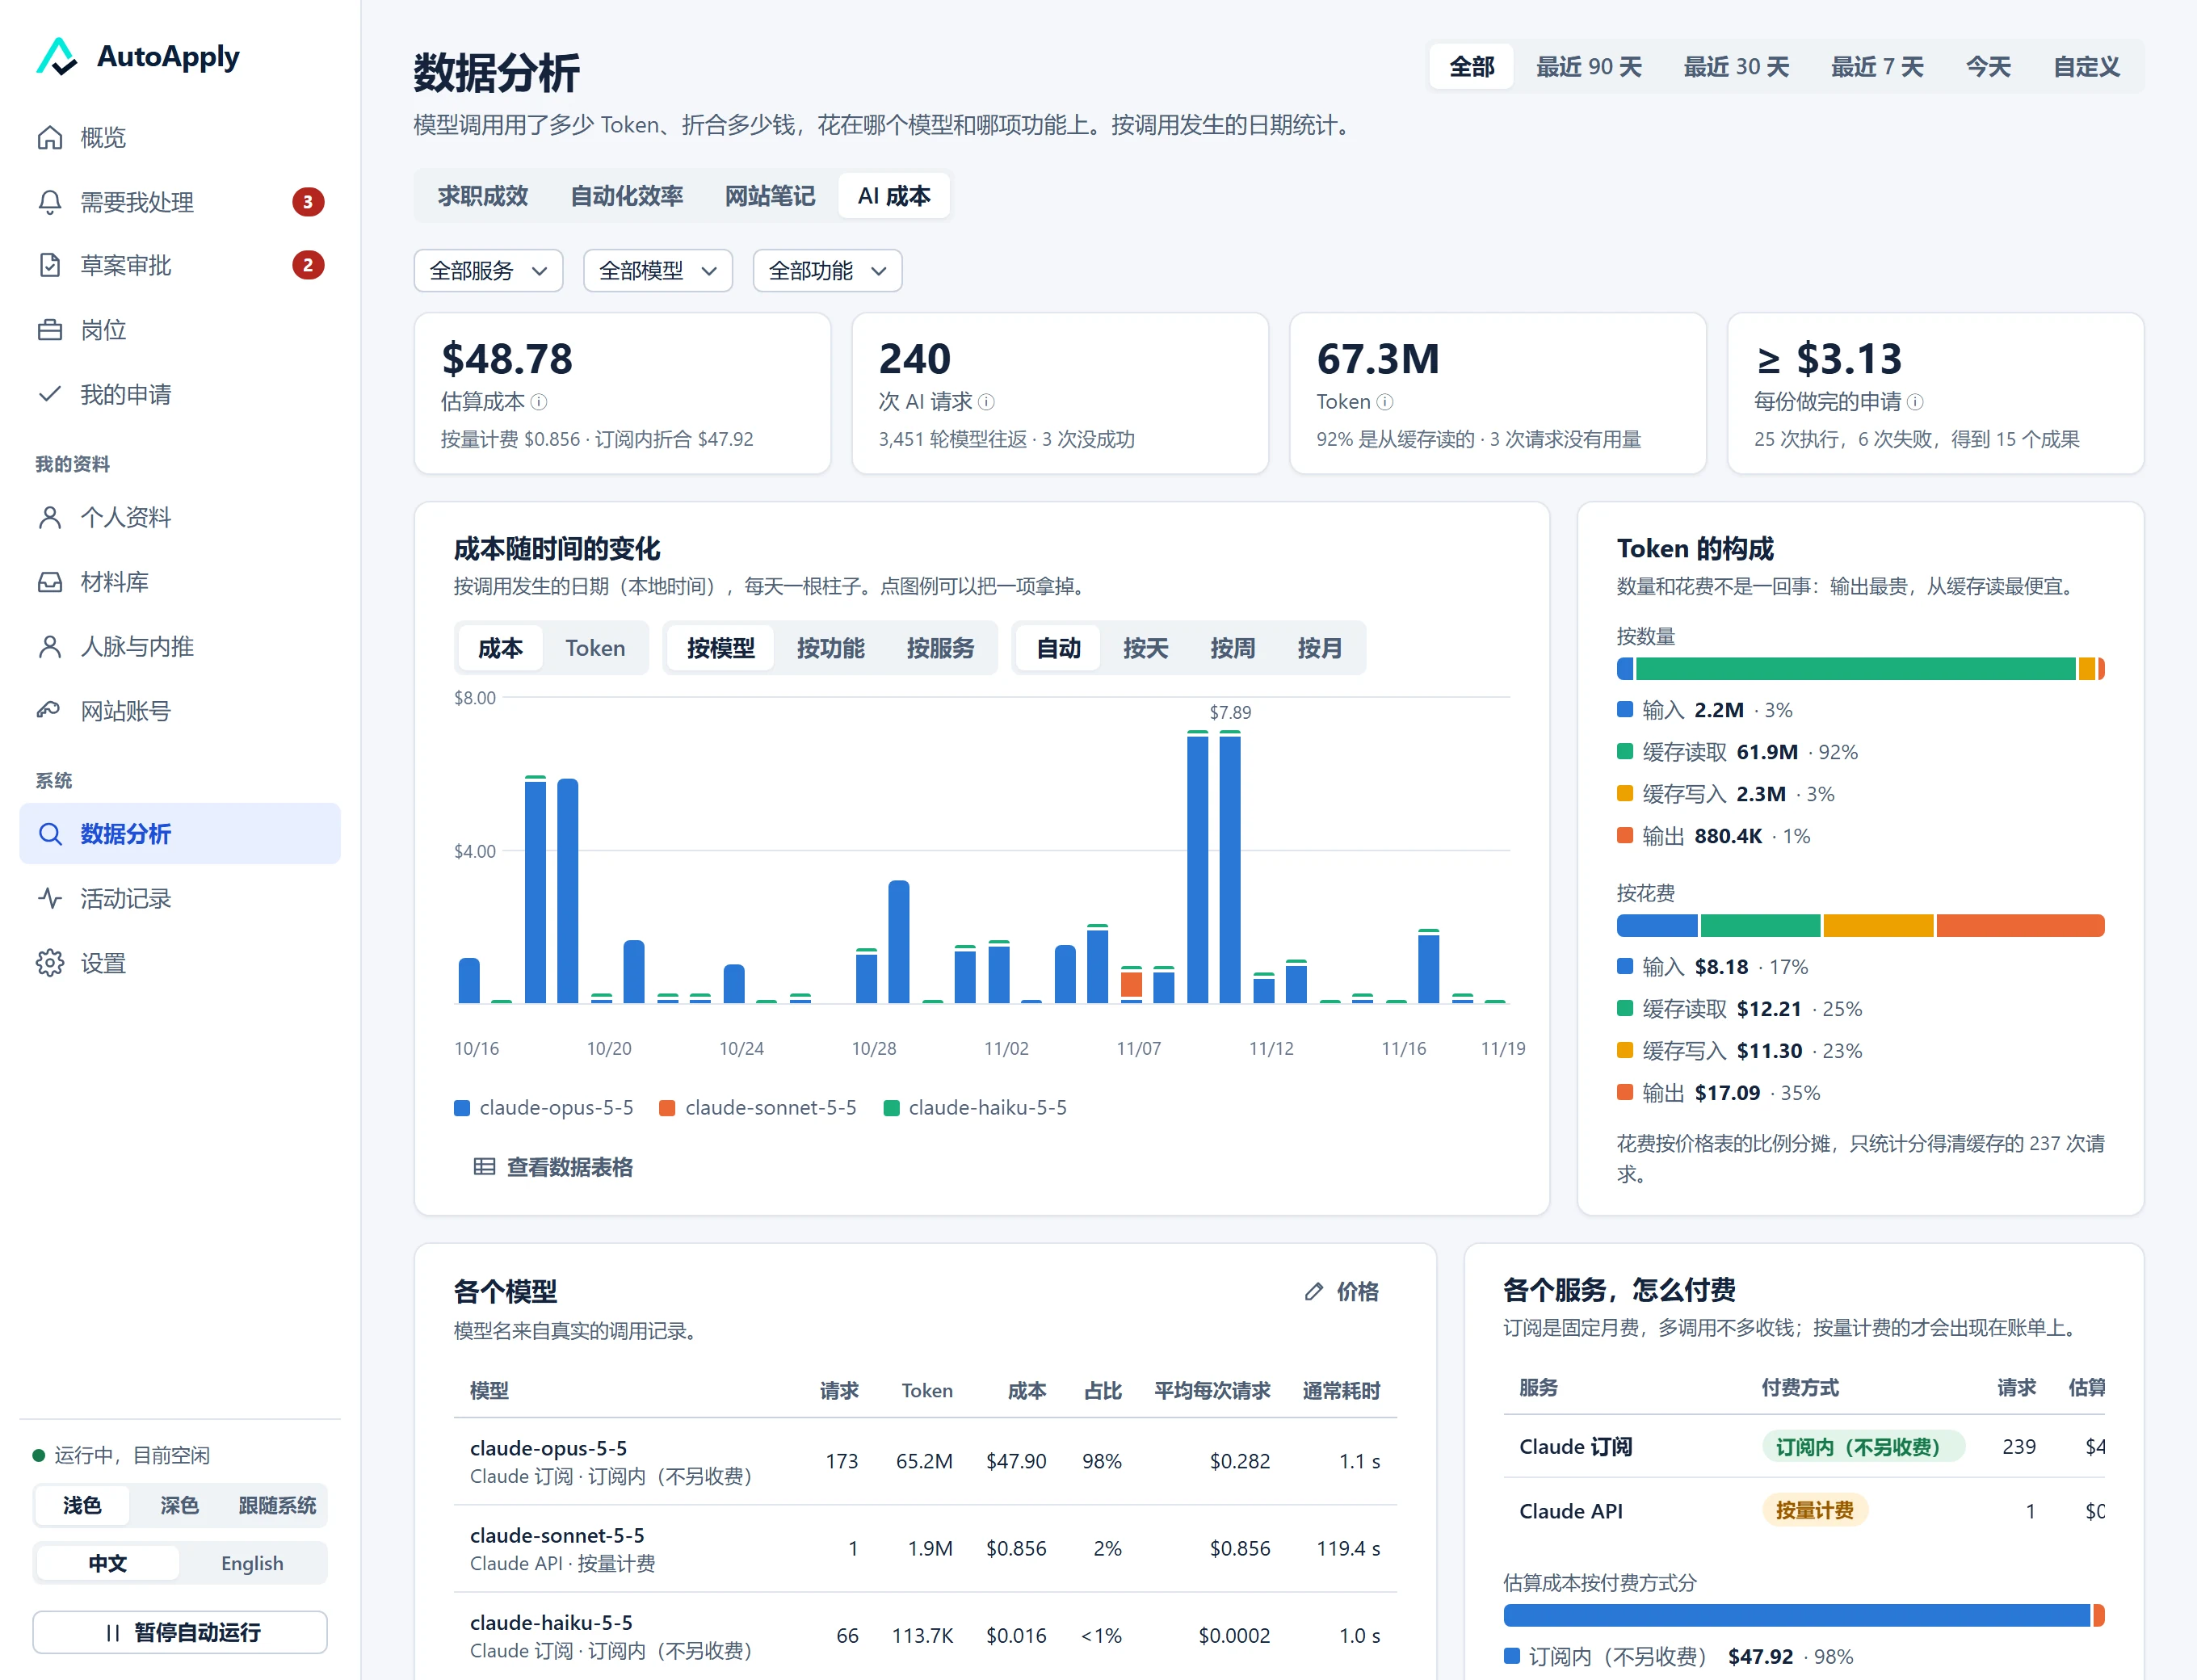 AutoApply
概览
需要我处理 3
草案审批 2
岗位
我的申请
我的资料
个人资料
材料库
人脉与内推
网站账号
系统
数据分析
活动记录
设置
运行中，目前空闲
浅色 深色 跟随系统
中文 English
暂停自动运行
数据分析
全部 最近 90 天 最近 30 天 最近 7 天 今天 自定义
模型调用用了多少 Token、折合多少钱，花在哪个模型和哪项功能上。按调用发生的日期统计。
求职成效 自动化效率 网站笔记 AI 成本
全部服务 全部模型 全部功能
$48.78
估算成本
按量计费 $0.856 · 订阅内折合 $47.92
240
次 AI 请求
3,451 轮模型往返 · 3 次没成功
67.3M
Token
92% 是从缓存读的 · 3 次请求没有用量
≥ $3.13
每份做完的申请
25 次执行，6 次失败，得到 15 个成果
成本随时间的变化
按调用发生的日期（本地时间），每天一根柱子。点图例可以把一项拿掉。
成本 Token 按模型 按功能 按服务 自动 按天 按周 按月
$8.00
$7.89
$4.00
10/16 10/20 10/24 10/28 11/02 11/07 11/12 11/16 11/19
claude-opus-5-5 claude-sonnet-5-5 claude-haiku-5-5
查看数据表格
Token 的构成
数量和花费不是一回事：输出最贵，从缓存读最便宜。
按数量
输入 2.2M · 3%
缓存读取 61.9M · 92%
缓存写入 2.3M · 3%
输出 880.4K · 1%
按花费
输入 $8.18 · 17%
缓存读取 $12.21 · 25%
缓存写入 $11.30 · 23%
输出 $17.09 · 35%
花费按价格表的比例分摊，只统计分得清缓存的 237 次请
求。
各个模型
价格
模型名来自真实的调用记录。
模型 请求 Token 成本 占比 平均每次请求 通常耗时
claude-opus-5-5
Claude 订阅 · 订阅内（不另收费）
173 65.2M $47.90 98% $0.282 1.1 s
claude-sonnet-5-5
Claude API · 按量计费
1 1.9M $0.856 2% $0.856 119.4 s
claude-haiku-5-5
Claude 订阅 · 订阅内（不另收费）
66 113.7K $0.016 <1% $0.0002 1.0 s
各个服务，怎么付费
订阅是固定月费，多调用不多收钱；按量计费的才会出现在账单上。
服务 付费方式 请求 估算
Claude 订阅 订阅内（不另收费） 239 $4
Claude API 按量计费 1 $0
估算成本按付费方式分
订阅内（不另收费） $47.92 · 98%